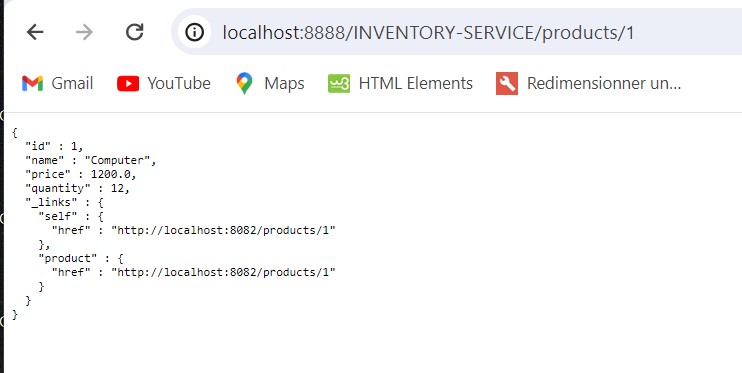 localhost:8888/INVENTORY-SERVICE/products/1
Gmail YouTube Maps HTML Elements Redimensionner un...
{
  "id" : 1,
  "name" : "Computer",
  "price" : 1200.0,
  "quantity" : 12,
  "_links" : {
    "self" : {
      "href" : "http://localhost:8082/products/1"
    },
    "product" : {
      "href" : "http://localhost:8082/products/1"
    }
  }
}